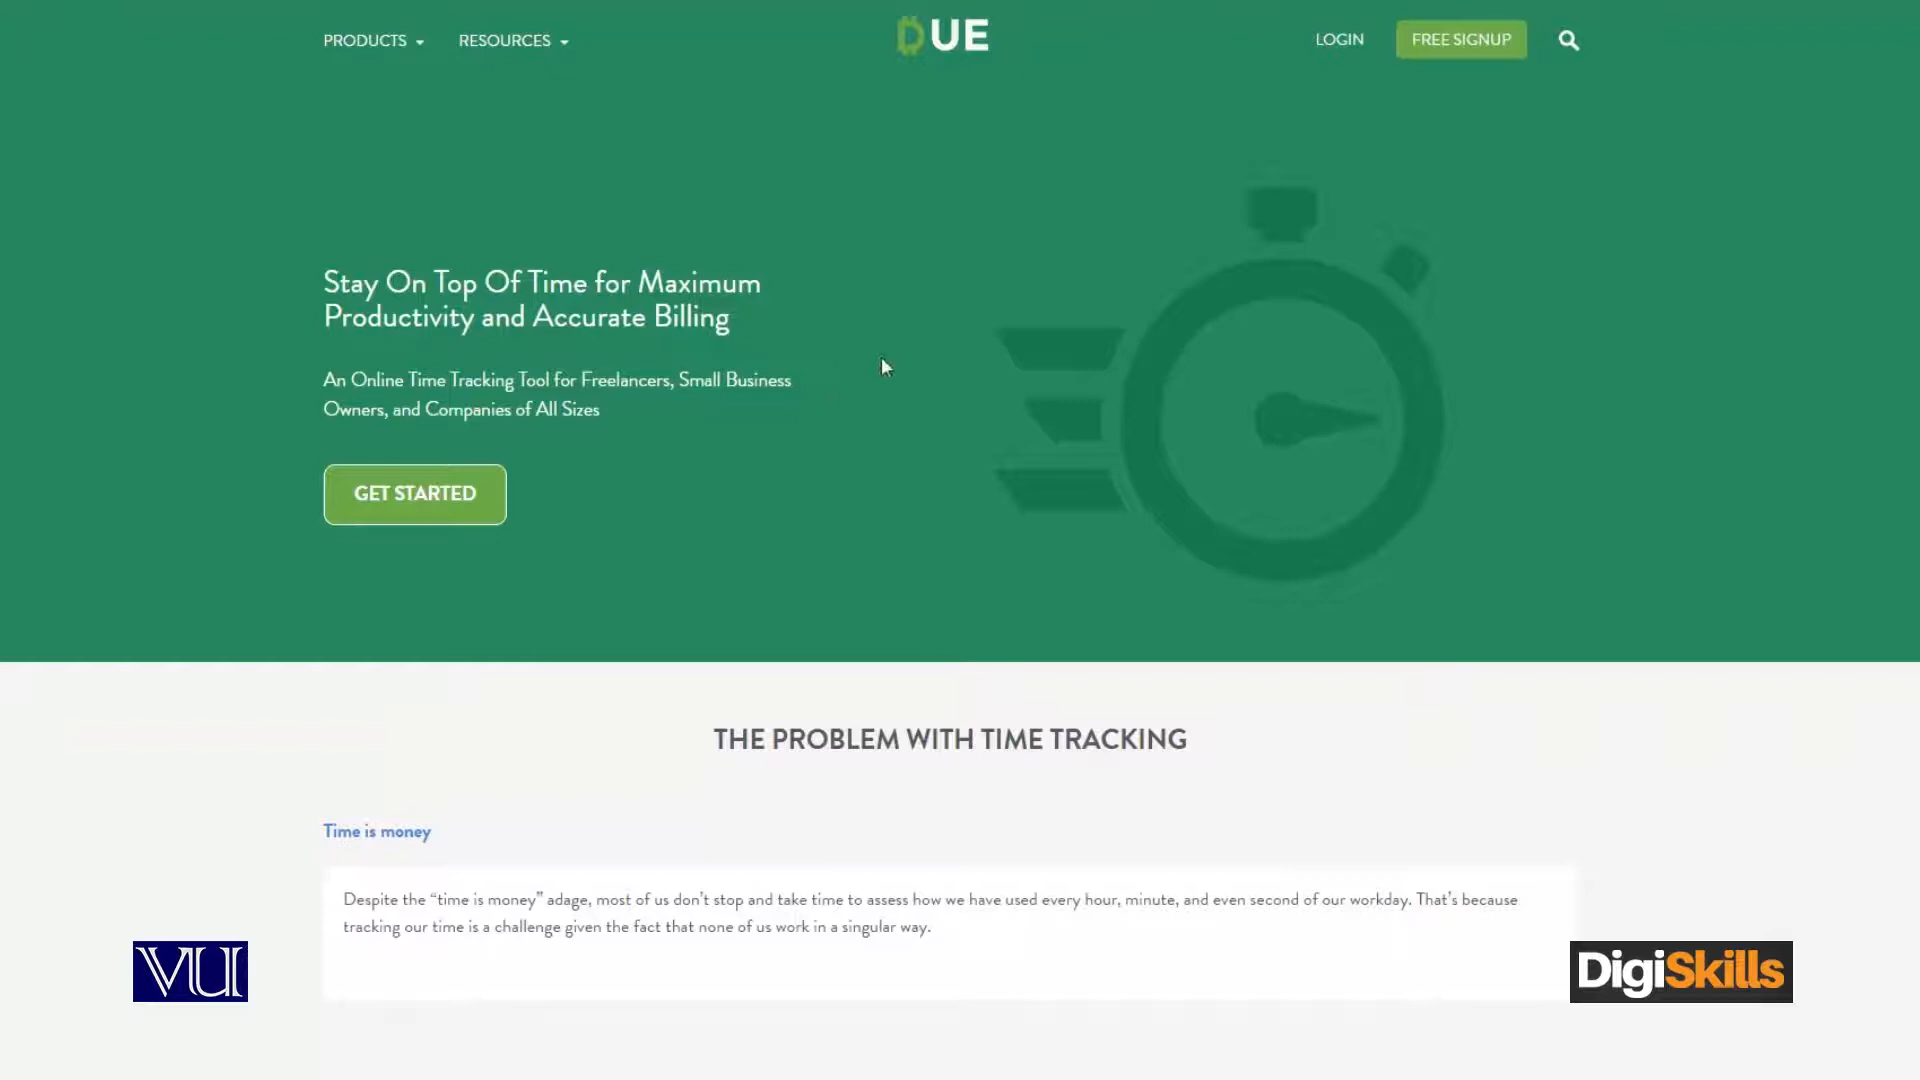 PRODUCTS
RESOURCES
DUE
LOGIN
FREE SIGNUP
Stay On Top Of Time for Maximum
Productivity and Accurate Billing
An Online Time Tracking Tool for Freelancers, Small Business
Owners, and Companies of All Sizes
GET STARTED
THE PROBLEM WITH TIME TRACKING
Time is money
Despite the “time is money” adage, most of us don’t stop and take time to assess how we have used every hour, minute, and even second of our workday. That’s because
tracking our time is a challenge given the fact that none of us work in a singular way.
VU
DigiSkills